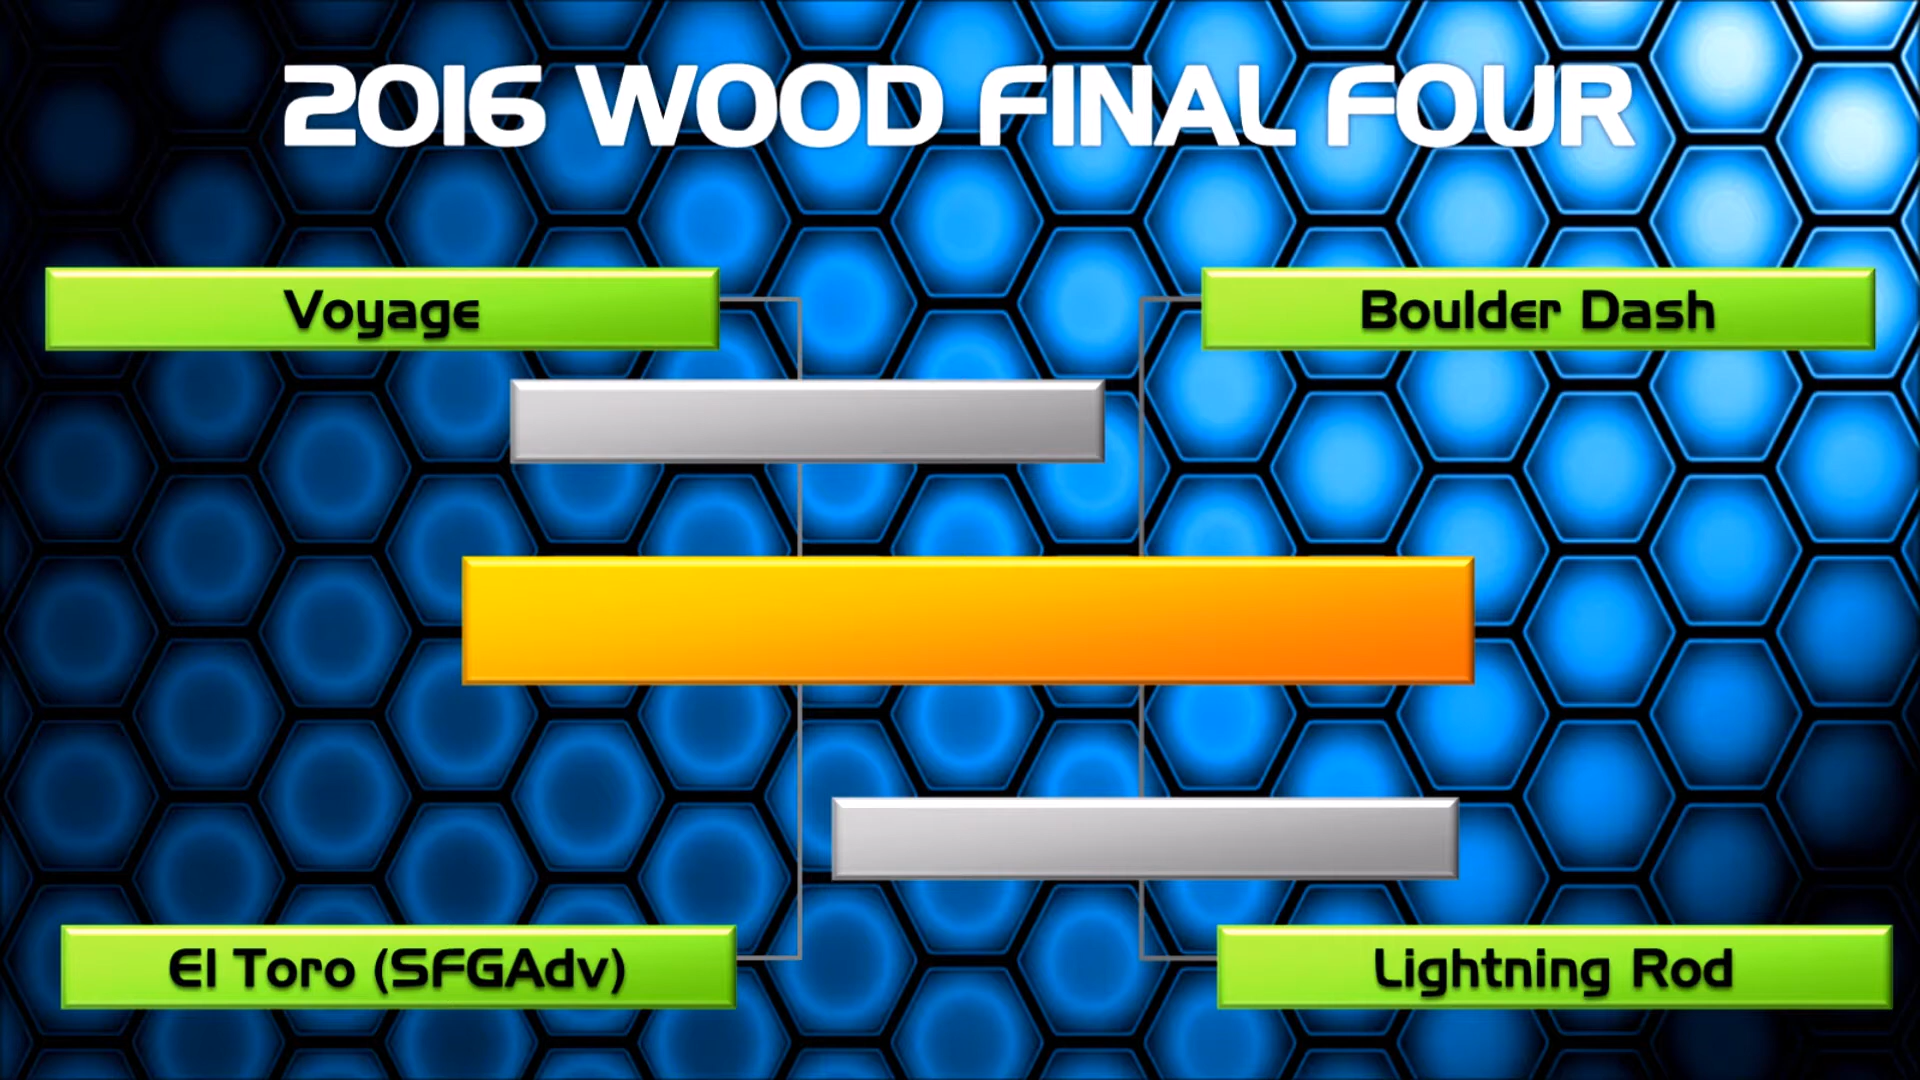 2016 WOOD FINAL FOUR
Voyage
Boulder Dash
El Toro (SFGAdv)
Lightning Rod